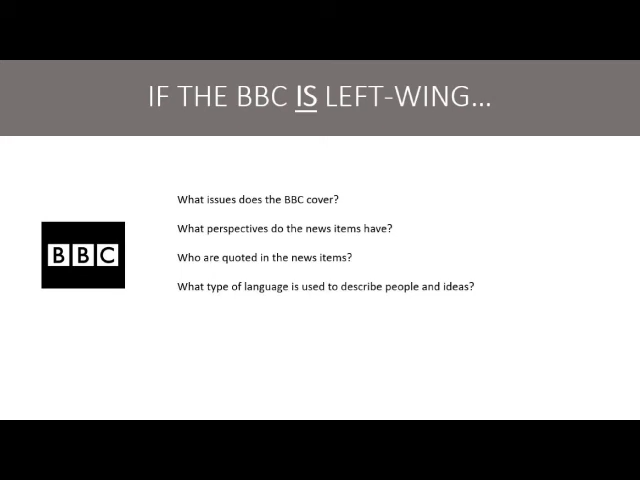 IF THE BBC IS LEFT-WING...
What issues does the BBC cover?
What perspectives do the news items have?
BBC
Who are quoted in the news items?
What type of language is used to describe people and ideas?